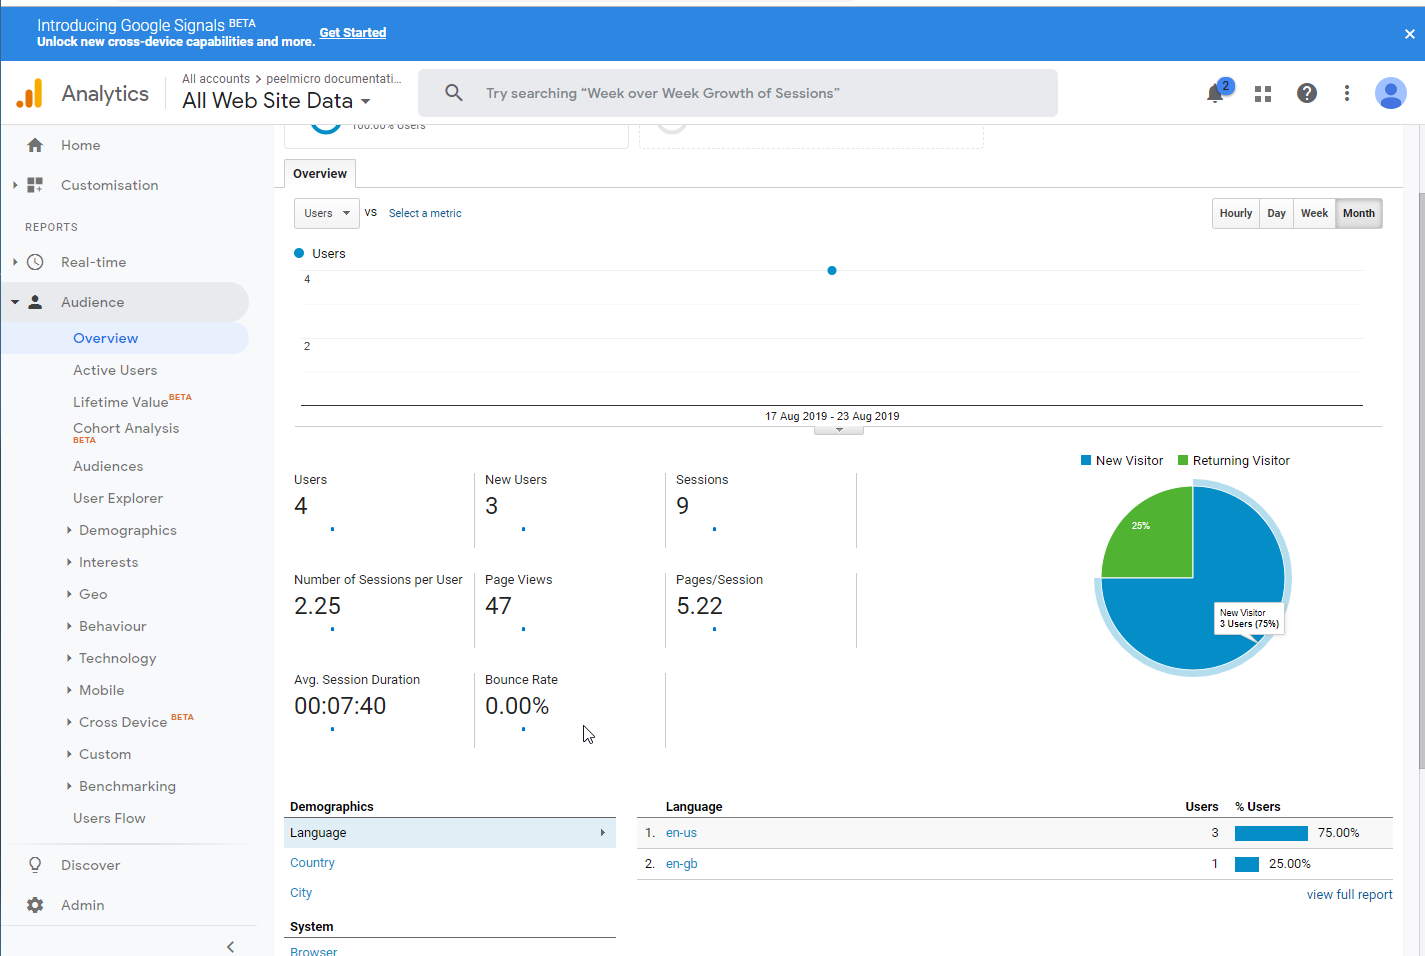 Introducing Google Signals BETA
Unlock new cross-device capabilities and more.
Get Started
Analytics
All accounts > peelmicro documentati...
All Web Site Data
Try searching “Week over Week Growth of Sessions”
2
Home
Customisation
REPORTS
Real-time
Audience
Overview
Active Users
Lifetime Value BETA
Cohort Analysis
BETA
Audiences
User Explorer
Demographics
Interests
Geo
Behaviour
Technology
Mobile
Cross Device BETA
Custom
Benchmarking
Users Flow
Discover
Admin
100.00% Users
Overview
Users VS Select a metric
Hourly Day Week Month
Users
4
2
17 Aug 2019 - 23 Aug 2019
New Visitor Returning Visitor
25%
New Visitor
3 Users (75%)
Users
4
New Users
3
Sessions
9
Number of Sessions per User
2.25
Page Views
47
Pages/Session
5.22
Avg. Session Duration
00:07:40
Bounce Rate
0.00%
Demographics
Language
Country
City
System
Browser
Language Users % Users
1. en-us 3 75.00%
2. en-gb 1 25.00%
view full report